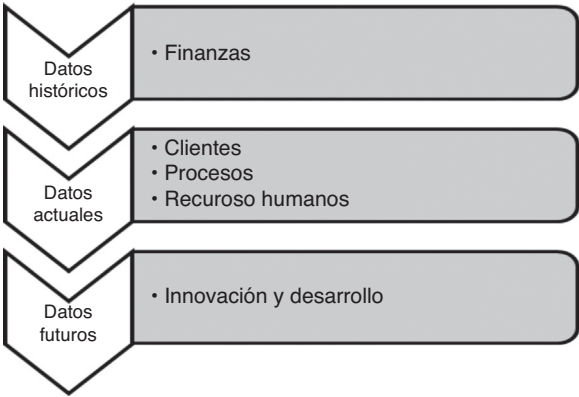 Datos
históricos
• Finanzas
Datos
actuales
• Clientes
• Procesos
• Recuroso humanos
Datos
futuros
• Innovación y desarrollo